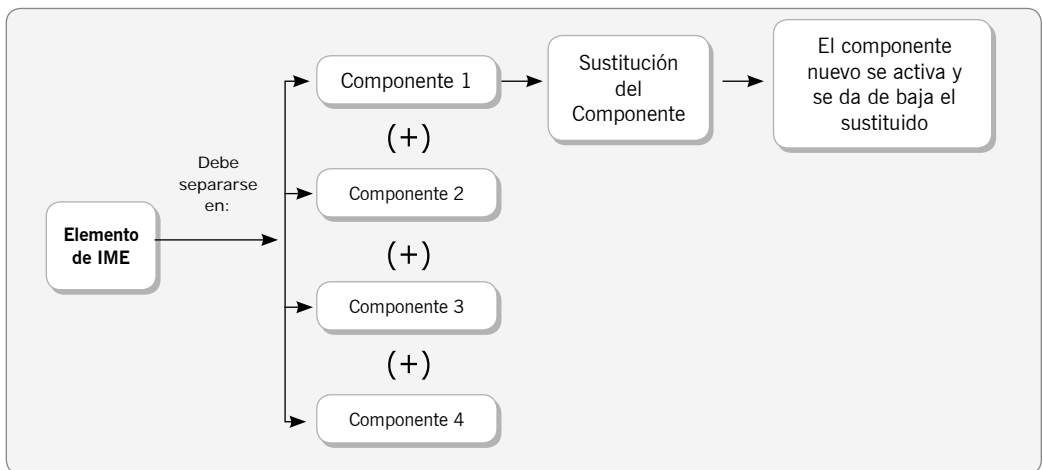 Elemento
de IME
Debe
separarse
en:
Componente 1
(+)
Componente 2
(+)
Componente 3
(+)
Componente 4
Sustitución
del
Componente
El componente
nuevo se activa y
se da de baja el
sustituido